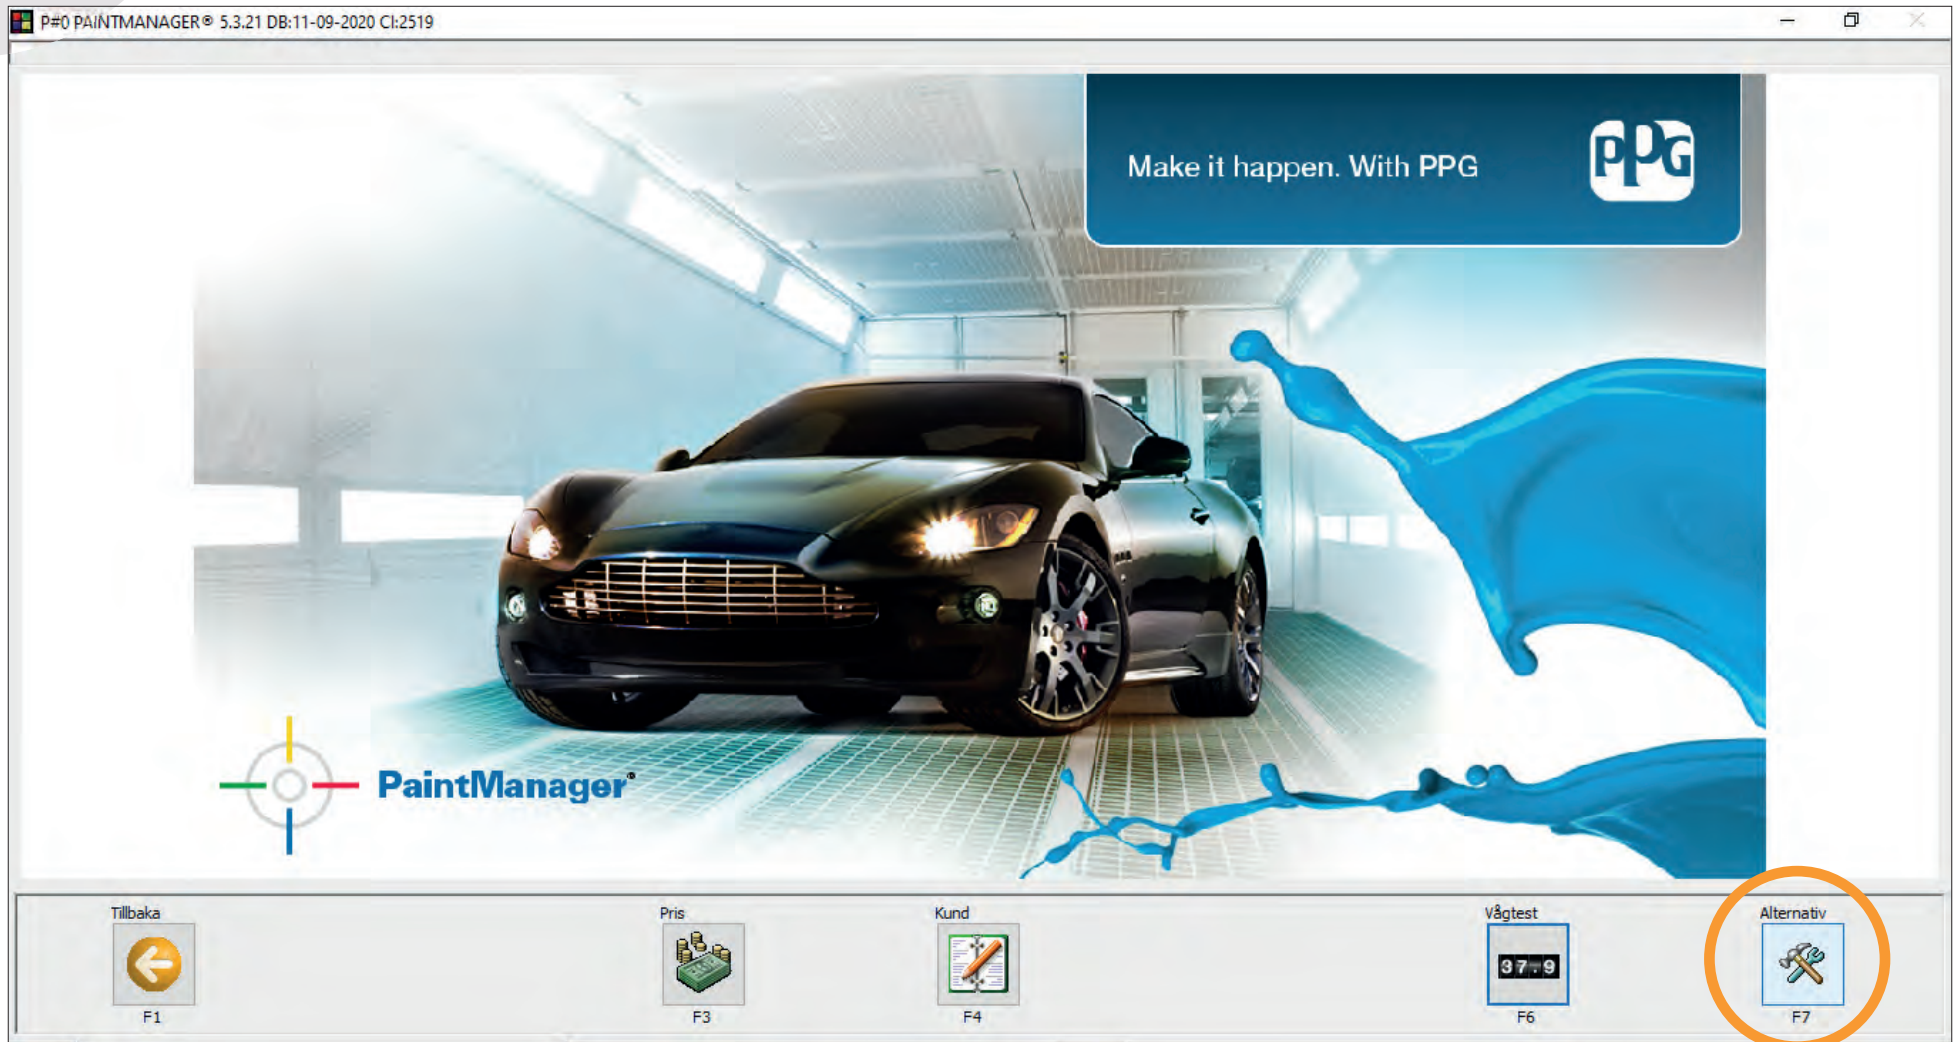 P#0 PAINTMANAGER® 5.3.21 DB:11-09-2020 CI:2519
Make it happen. With PPG
PPG
PaintManager®
Tillbaka
Pris
Kund
Vågtest
Alternativ
37.9
F1
F3
F4
F6
F7